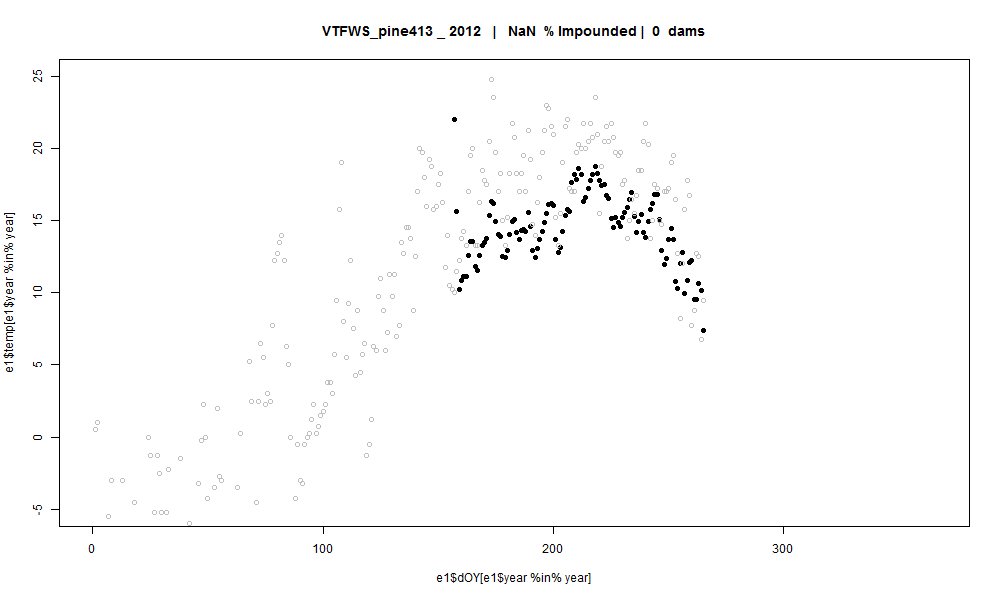 VTFWS_pine413 _ 2012 | NaN % Impounded | 0 dams
e1$temp[e1$year %in% year]
25
20
15
10
5
0
-5
0 100 200 300
e1$dOY[e1$year %in% year]